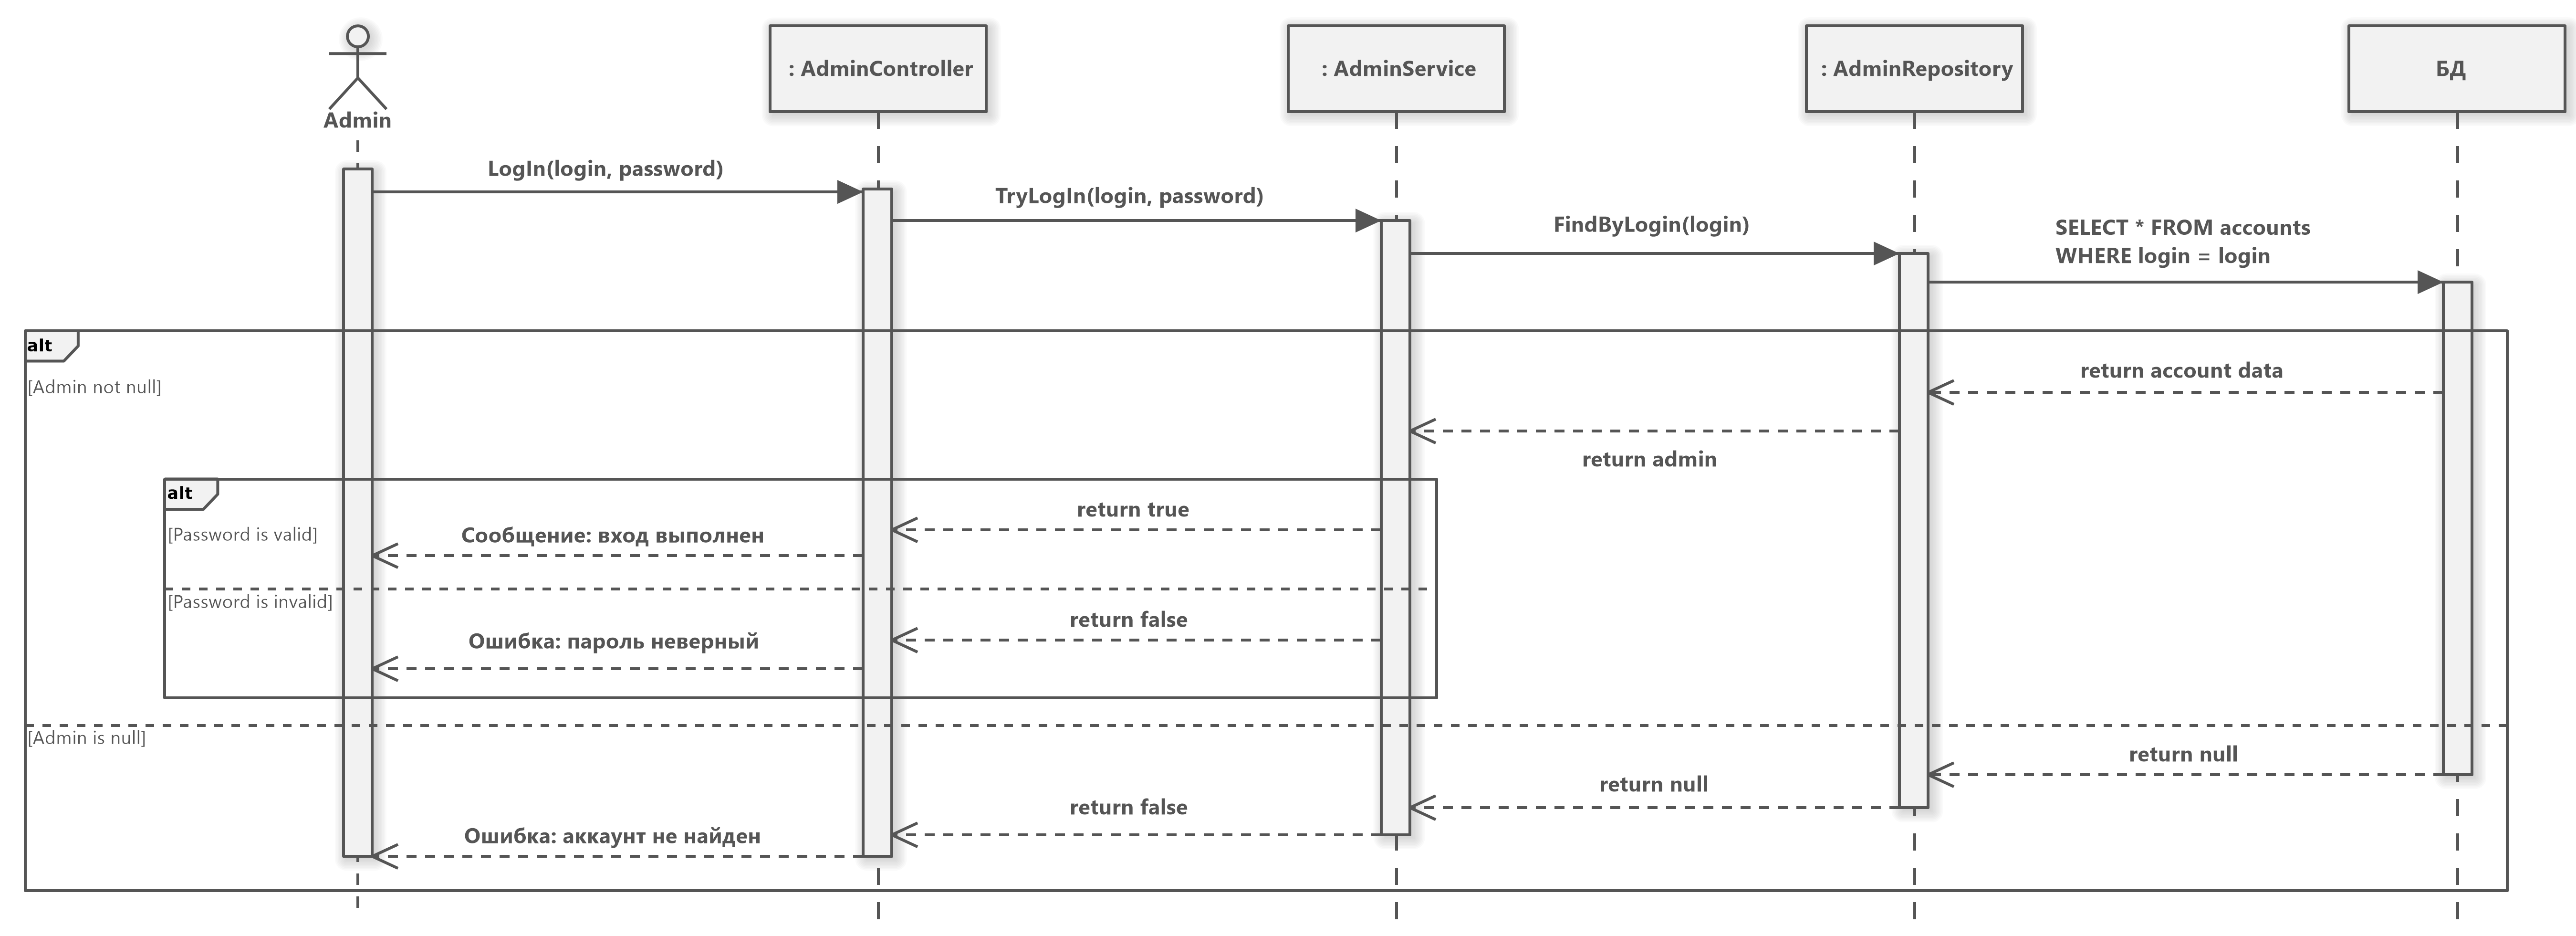 Admin
: AdminController
: AdminService
: AdminRepository
БД
LogIn(login, password)
TryLogIn(login, password)
FindByLogin(login)
SELECT * FROM accounts
WHERE login = login
alt
[Admin not null]
return account data
return admin
alt
[Password is valid]
return true
Сообщение: вход выполнен
[Password is invalid]
return false
Ошибка: пароль неверный
[Admin is null]
return null
return null
return false
Ошибка: аккаунт не найден